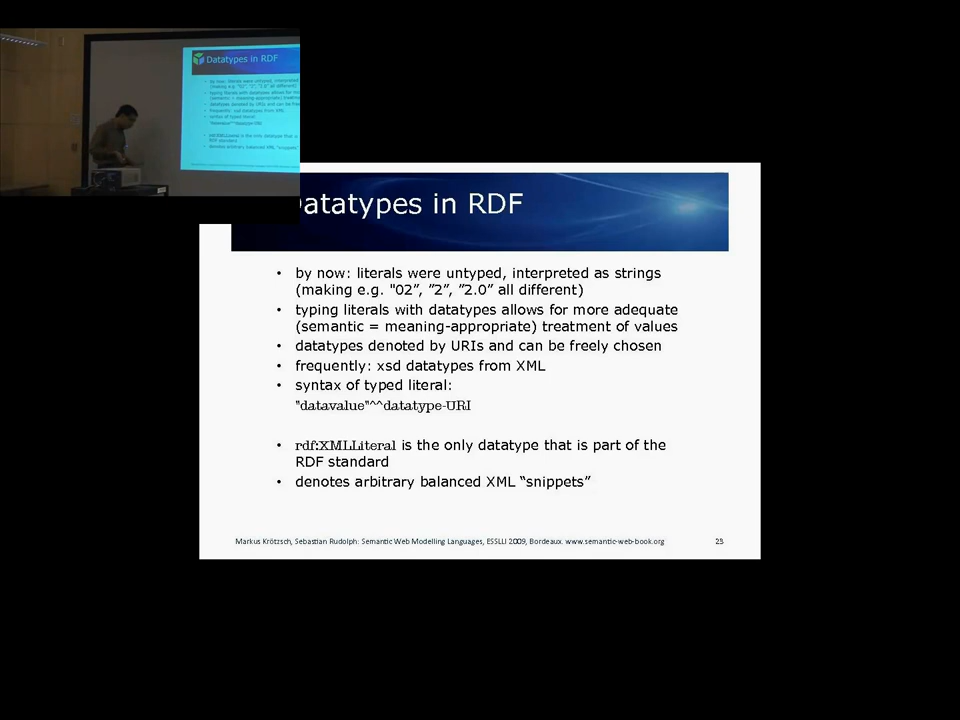 Datatypes in RDF
atatypes in RDF
• by now: literals were untyped, interpreted as strings
(making e.g. "02”, ”2”, ”2.0” all different)
• typing literals with datatypes allows for more adequate
(semantic = meaning-appropriate) treatment of values
• datatypes denoted by URIs and can be freely chosen
• frequently: xsd datatypes from XML
• syntax of typed literal:
"datavalue"^^datatype-URI
• rdf:XMLLiteral is the only datatype that is part of the
RDF standard
• denotes arbitrary balanced XML “snippets”
Markus Krötzsch, Sebastian Rudolph: Semantic Web Modelling Languages, ESSLLI 2009, Bordeaux. www.semantic-web-book.org 23